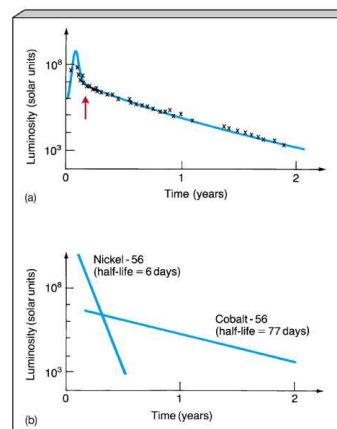 Luminosity (solar units)
10⁸
10³
0
1
2
Time (years)
(a)
Luminosity (solar units)
Nickel - 56
(half-life = 6 days)
10⁸
Cobalt - 56
(half-life = 77 days)
10³
0
1
2
Time (years)
(b)